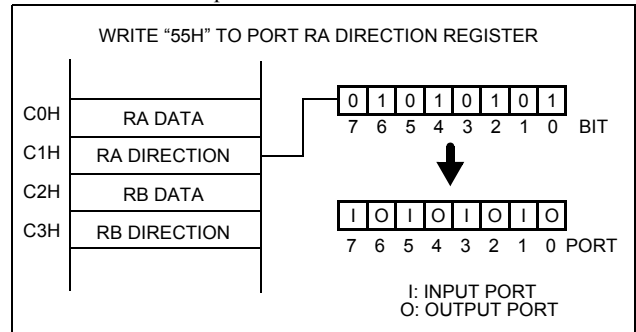 WRITE “55H” TO PORT RA DIRECTION REGISTER
C0H RA DATA
C1H RA DIRECTION
C2H RB DATA
C3H RB DIRECTION
0 1 0 1 0 1 0 1
7 6 5 4 3 2 1 0 BIT
I O I O I O I O
7 6 5 4 3 2 1 0 PORT
I: INPUT PORT
O: OUTPUT PORT